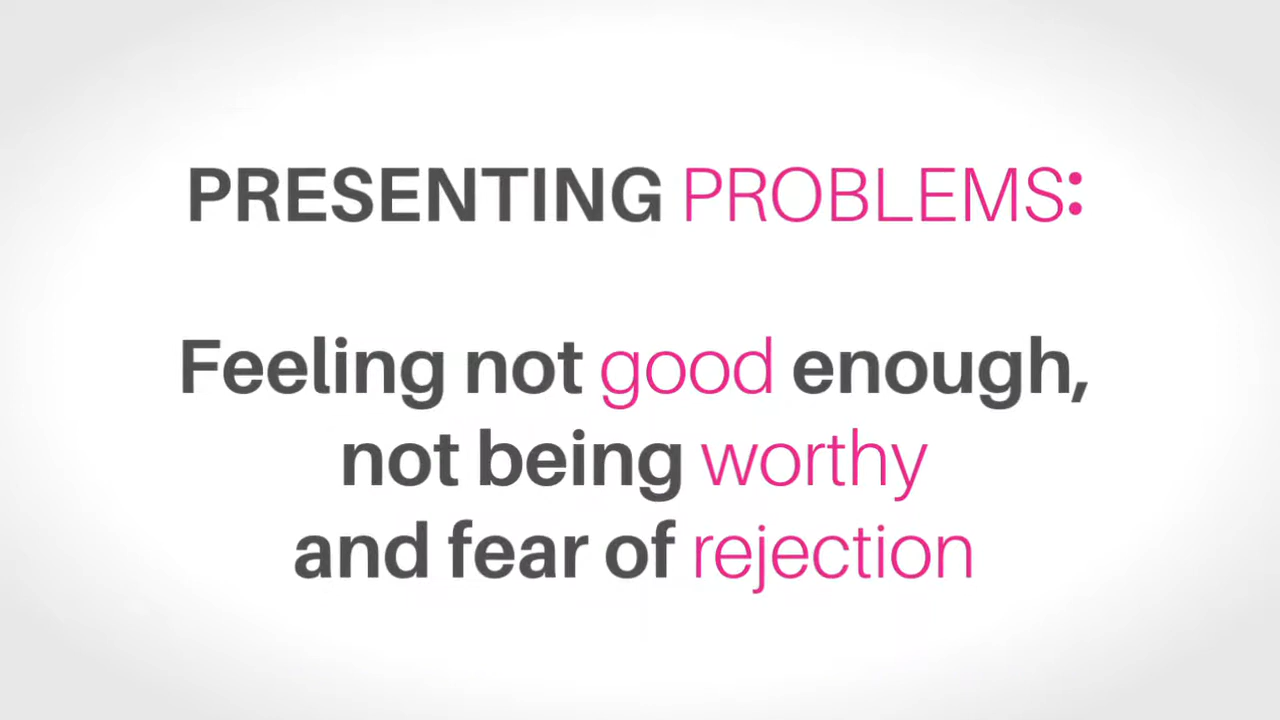 PRESENTING PROBLEMS:
Feeling not good enough,
not being worthy
and fear of rejection